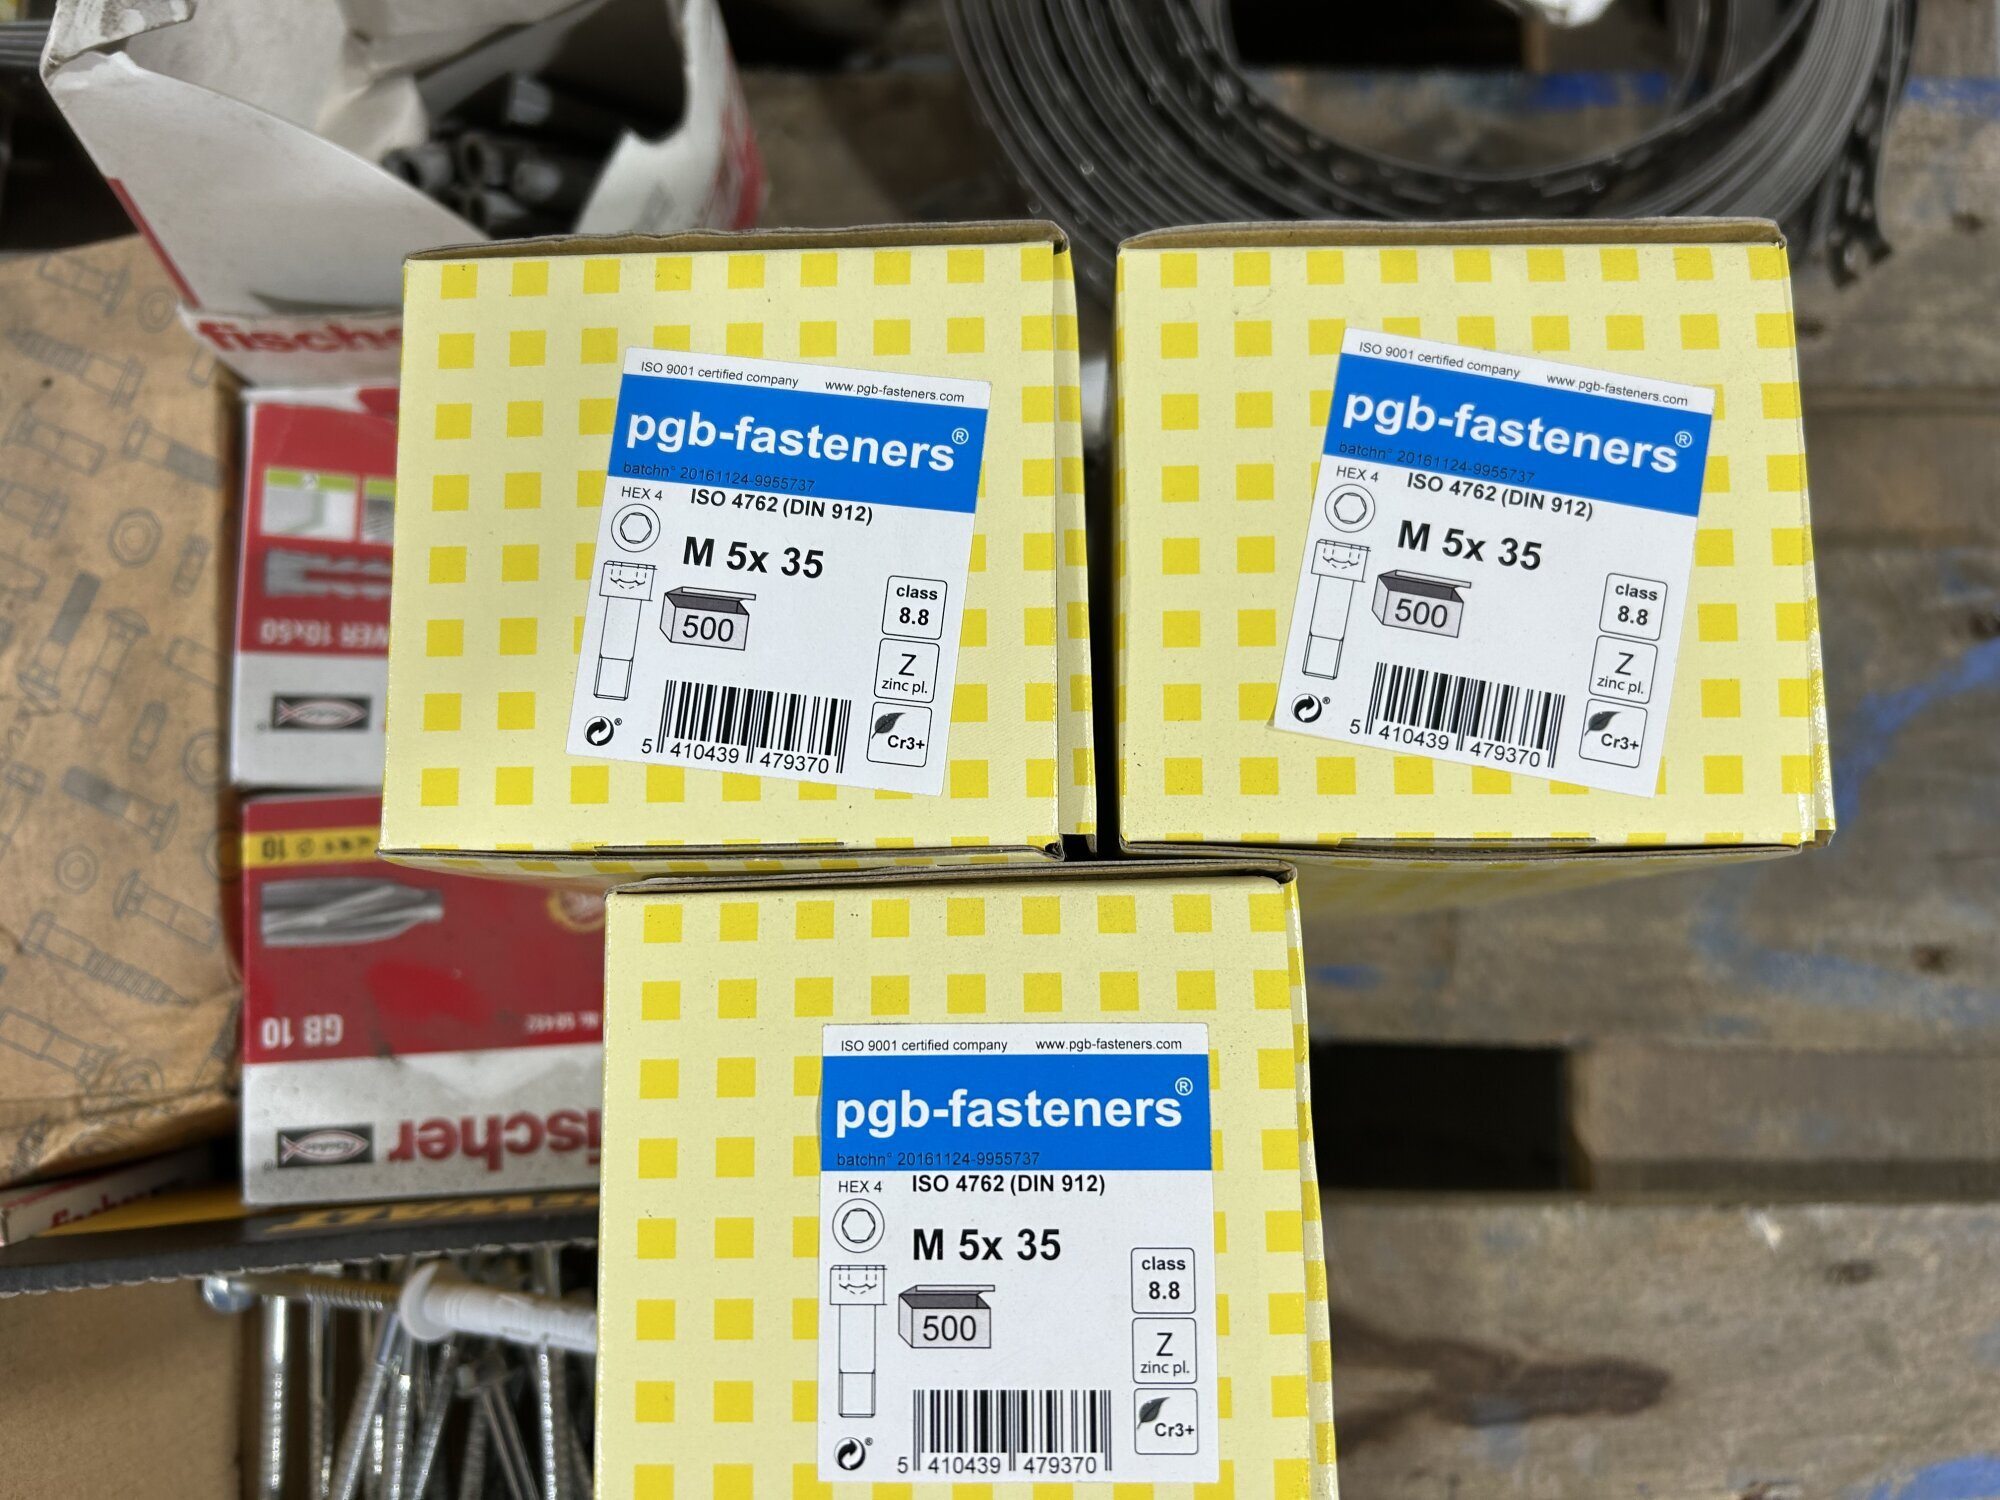 fischer
WER 10x50
Ø 10
GB 10
fischer
fischer
ISO 9001 certified company www.pgb-fasteners.com
pgb-fasteners®
batchn° 20161124-9955737
HEX 4 ISO 4762 (DIN 912)
M 5x 35
500
class
8.8
Z
zinc pl.
Cr3+
5 410439 479370
ISO 9001 certified company www.pgb-fasteners.com
pgb-fasteners®
batchn° 20161124-9955737
HEX 4 ISO 4762 (DIN 912)
M 5x 35
500
class
8.8
Z
zinc pl.
Cr3+
5 410439 479370
ISO 9001 certified company www.pgb-fasteners.com
pgb-fasteners®
batchn° 20161124-9955737
HEX 4 ISO 4762 (DIN 912)
M 5x 35
500
class
8.8
Z
zinc pl.
Cr3+
5 410439 479370